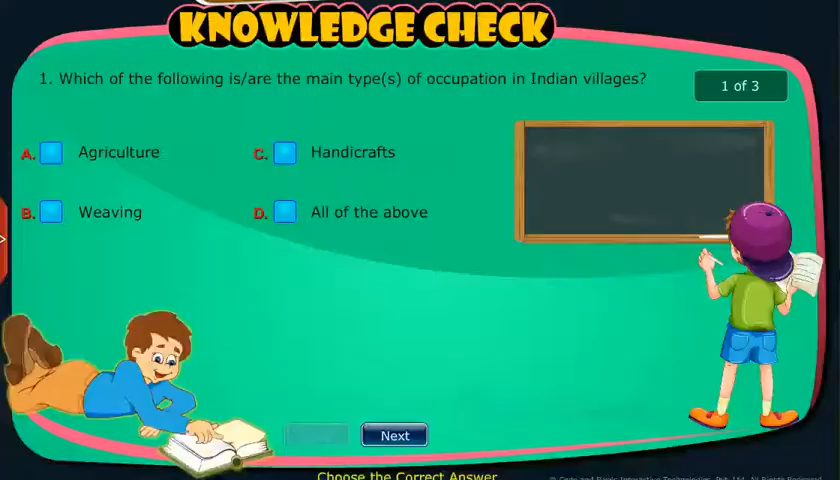 KNOWLEDGE CHECK
1. Which of the following is/are the main type(s) of occupation in Indian villages?
1 of 3
A. Agriculture
C. Handicrafts
B. Weaving
D. All of the above
Next
Choose the Correct Answer